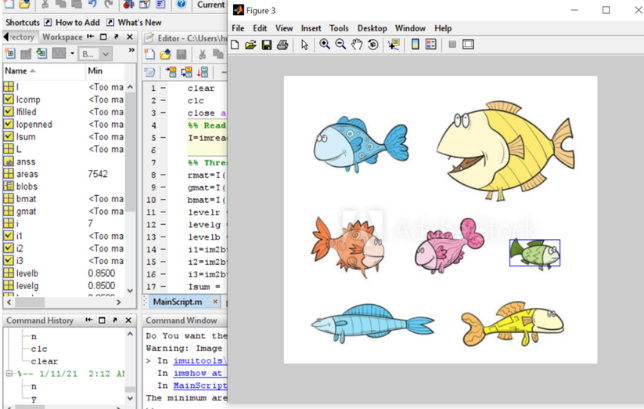 How to Add
What's New
Current
Shortcuts
Workspace
Name
Min
I
<Too ma
Icomp
<Too ma
Ifilled
<Too ma
Iopenned
<Too ma
Isum
<Too ma
L
<Too ma
anss
areas
7542
blobs
bmat
<Too ma
gmat
<Too ma
i
7
i1
<Too ma
i2
<Too ma
i3
<Too ma
levelb
0.8500
levelg
0.8500
Command History
n
clc
clear
%-- 1/11/21 2:12
n
y
Editor - C:\Users\h
1 - clear
2 - clc
3 - close a
4 %% Read
5 - I=imrea
6
7 %% Thre
8 - rmat=I(
9 - gmat=I(
10 - bmat=I(
11 - levelr
12 - levelg
13 - levelb
14 - i1=im2b
15 - i2=im2b
16 - i3=im2b
17 - Isum =
MainScript.m
Command Window
Do you want the
Warning: Image
> In imuitools\
In imshow at
In MainScript
The minimum are
Figure 3
File Edit View Insert Tools Desktop Window Help